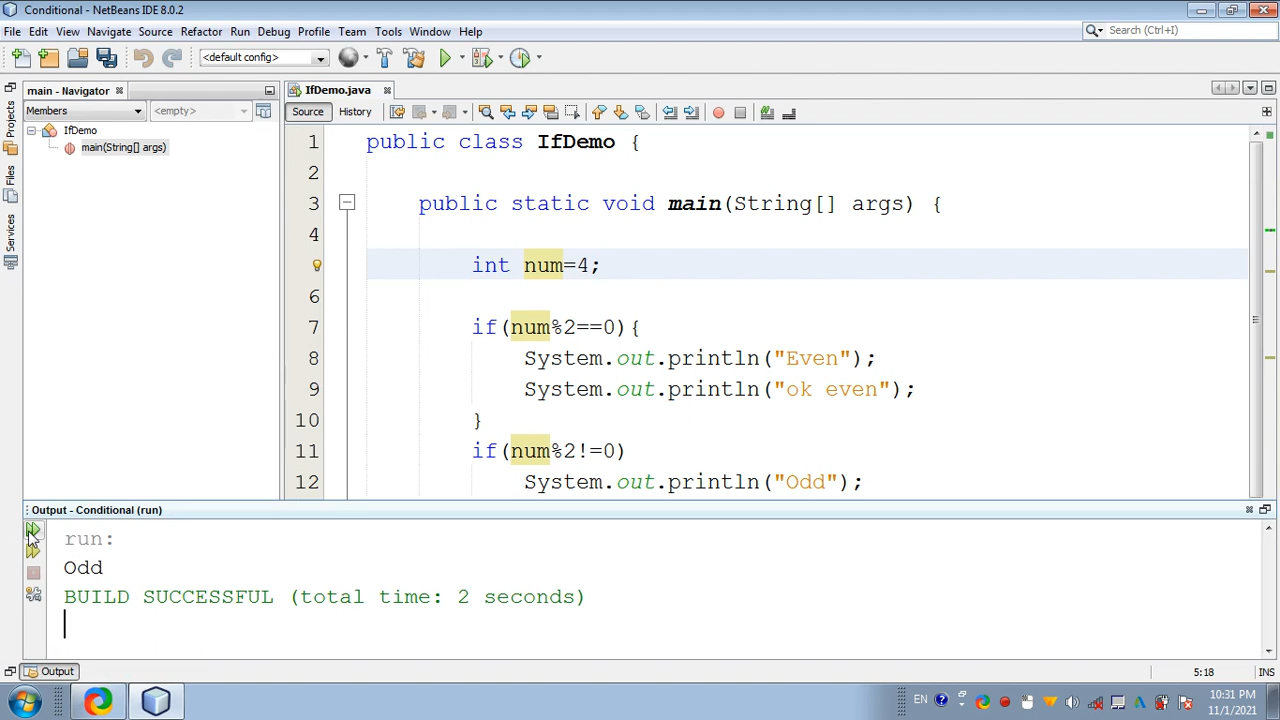 Conditional - NetBeans IDE 8.0.2
File Edit View Navigate Source Refactor Run Debug Profile Team Tools Window Help
Search (Ctrl+I)
<default config>
main - Navigator
IfDemo.java
Members
<empty>
Source History
Projects
Files
Services
IfDemo
main(String[] args)
1 public class IfDemo {
2
3 public static void main(String[] args) {
4
int num=4;
6
7 if(num%2==0){
8 System.out.println("Even");
9 System.out.println("ok even");
10 }
11 if(num%2!=0)
12 System.out.println("Odd");
Output - Conditional (run)
run:
Odd
BUILD SUCCESSFUL (total time: 2 seconds)
Output
5:18 INS
EN
10:31 PM
11/1/2021